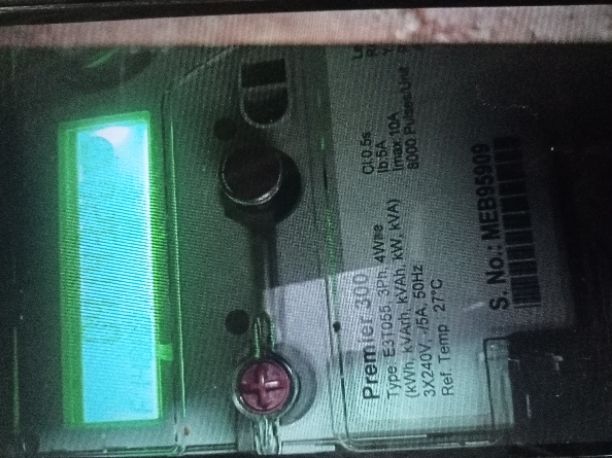 Premier 300
Type E3T055, 3Ph, 4Wire
(kWh, kVArh, kVAh, kW, kVA)
3X240V, -/5A, 50Hz
Ref. Temp 27°C
Cl.0.5s
Ib:5A
Imax.10A
8000 Pulses/Unit
S. No.: MEB95909